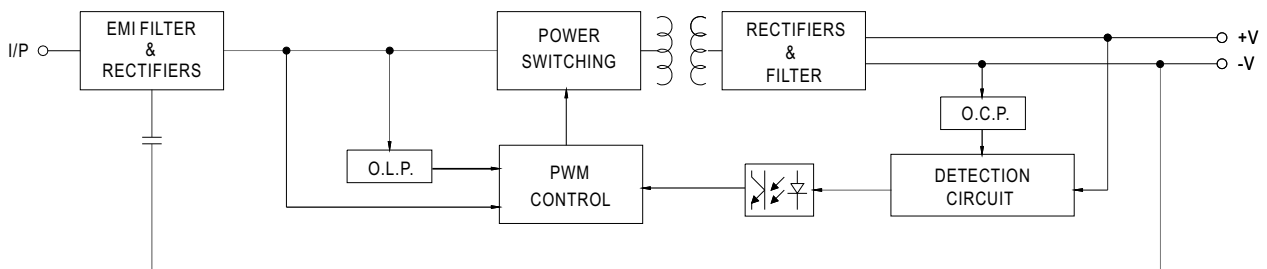 I/P
EMI FILTER
&
RECTIFIERS
POWER
SWITCHING
RECTIFIERS
&
FILTER
+V
-V
O.C.P.
O.L.P.
PWM
CONTROL
DETECTION
CIRCUIT